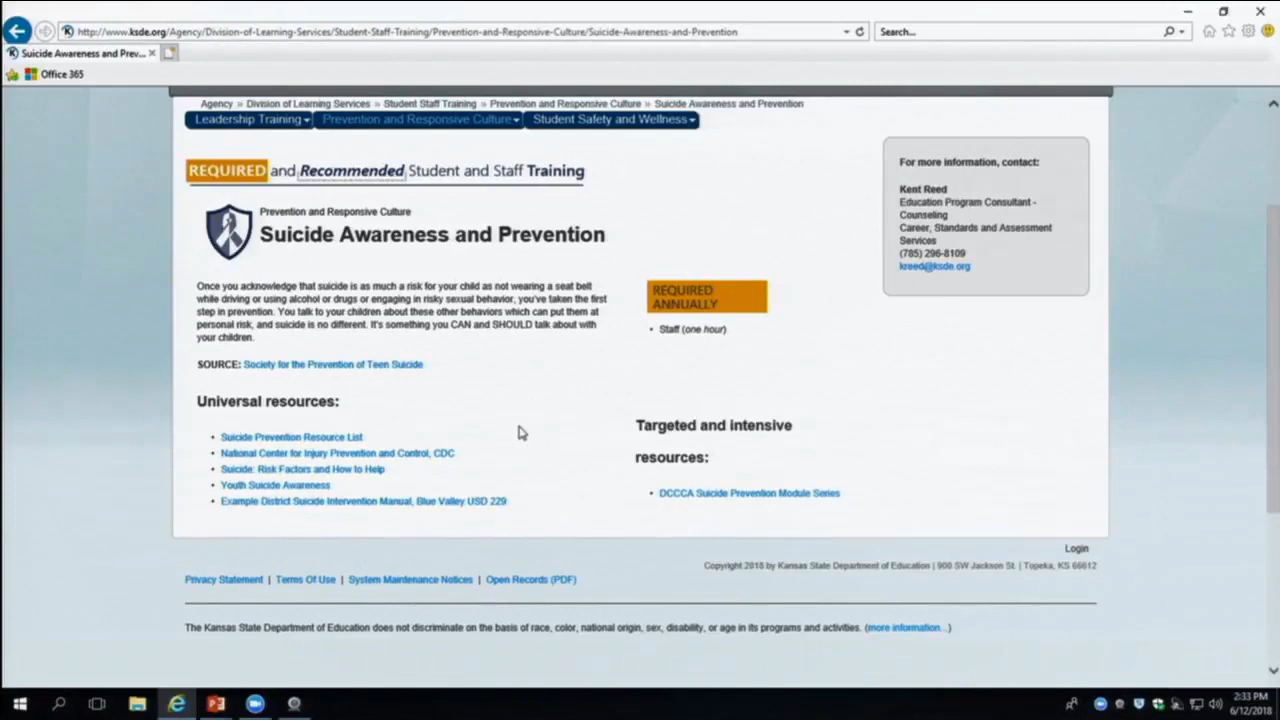 http://www.ksde.org/Agency/Division-of-Learning-Services/Student-Staff-Training/Prevention-and-Responsive-Culture/Suicide-Awareness-and-Prevention
Search...
Suicide Awareness and Prev...
Office 365
Agency » Division of Learning Services » Student Staff Training » Prevention and Responsive Culture » Suicide Awareness and Prevention
Leadership Training
Prevention and Responsive Culture
Student Safety and Wellness
REQUIRED and Recommended Student and Staff Training
Prevention and Responsive Culture
Suicide Awareness and Prevention
Once you acknowledge that suicide is as much a risk for your child as not wearing a seat belt
while driving or using alcohol or drugs or engaging in risky sexual behavior, you've taken the first
step in prevention. You talk to your children about these other behaviors which can put them at
personal risk, and suicide is no different. It's something you CAN and SHOULD talk about with
your children.
SOURCE: Society for the Prevention of Teen Suicide
Universal resources:
• Suicide Prevention Resource List
• National Center for Injury Prevention and Control, CDC
• Suicide: Risk Factors and How to Help
• Youth Suicide Awareness
• Example District Suicide Intervention Manual, Blue Valley USD 229
REQUIRED
ANNUALLY
• Staff (one hour)
Targeted and intensive
resources:
• DCCCA Suicide Prevention Module Series
For more information, contact:
Kent Reed
Education Program Consultant -
Counseling
Career, Standards and Assessment
Services
(785) 296-8109
kreed@ksde.org
Login
Copyright 2018 by Kansas State Department of Education | 900 SW Jackson St. | Topeka, KS 66612
Privacy Statement | Terms Of Use | System Maintenance Notices | Open Records (PDF)
The Kansas State Department of Education does not discriminate on the basis of race, color, national origin, sex, disability, or age in its programs and activities. (more information...)
2:33 PM
6/12/2018